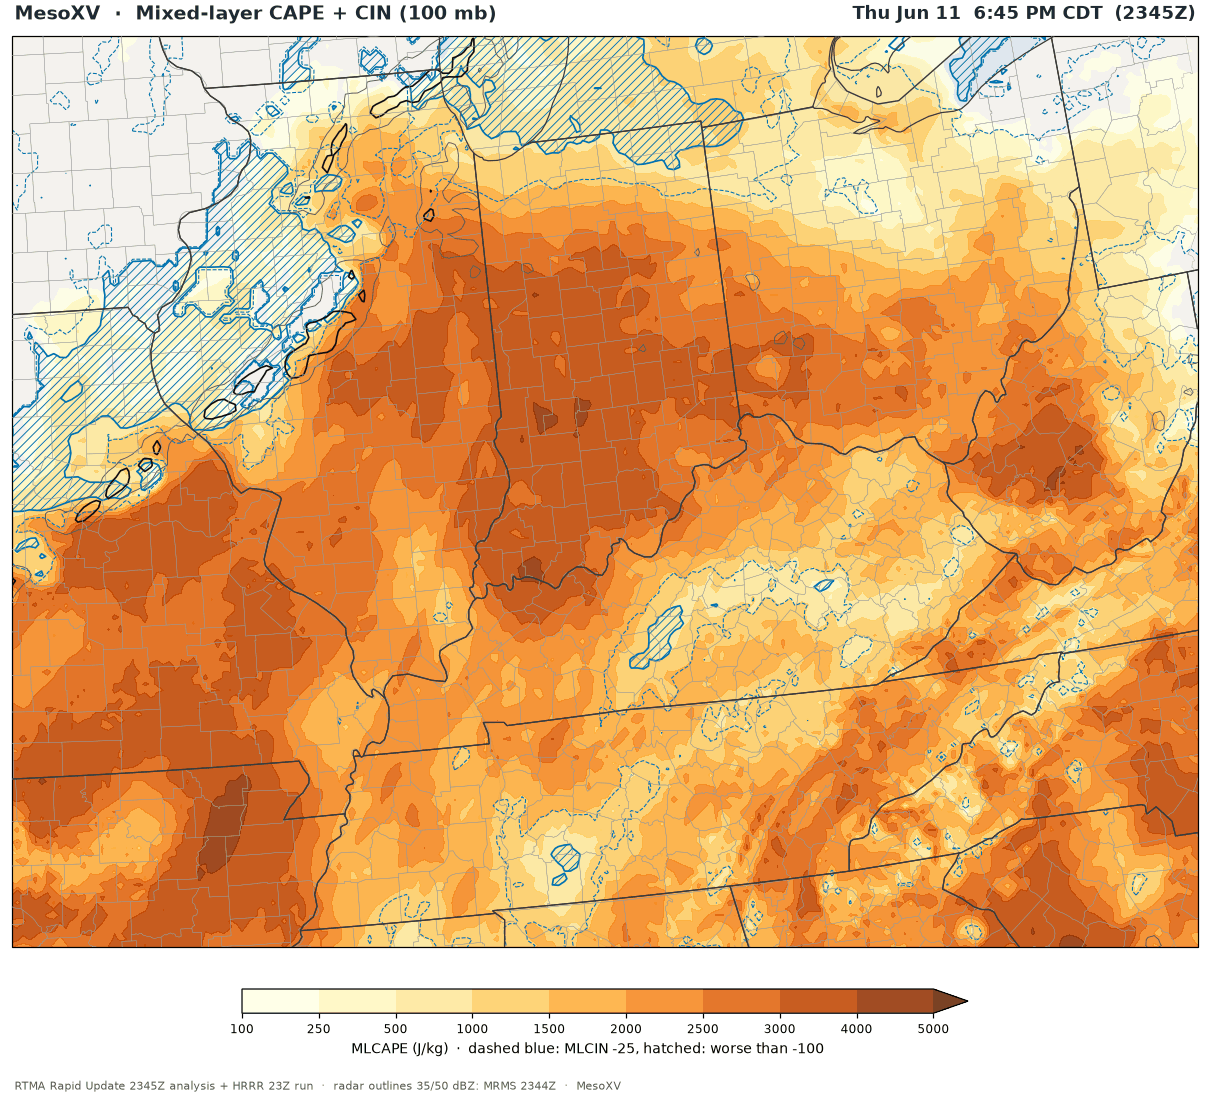 MesoXV  ·  Mixed-layer CAPE + CIN (100 mb)
Thu Jun 11  6:45 PM CDT  (2345Z)
100 250 500 1000 1500 2000 2500 3000 4000 5000
MLCAPE (J/kg)  ·  dashed blue: MLCIN -25, hatched: worse than -100
RTMA Rapid Update 2345Z analysis + HRRR 23Z run  ·  radar outlines 35/50 dBZ: MRMS 2344Z  ·  MesoXV